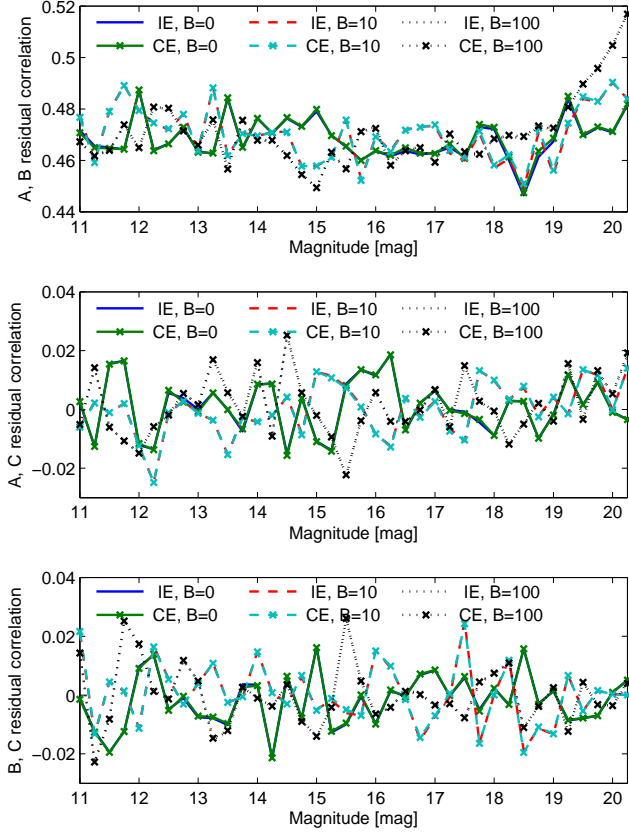 0.52
0.5
0.48
0.46
0.44
A, B residual correlation
IE, B=0 IE, B=10 IE, B=100
CE, B=0 CE, B=10 CE, B=100
11 12 13 14 15 16 17 18 19 20
Magnitude [mag]
0.04
0.02
0
−0.02
A, C residual correlation
IE, B=0 IE, B=10 IE, B=100
CE, B=0 CE, B=10 CE, B=100
11 12 13 14 15 16 17 18 19 20
Magnitude [mag]
0.04
0.02
0
−0.02
B, C residual correlation
IE, B=0 IE, B=10 IE, B=100
CE, B=0 CE, B=10 CE, B=100
11 12 13 14 15 16 17 18 19 20
Magnitude [mag]